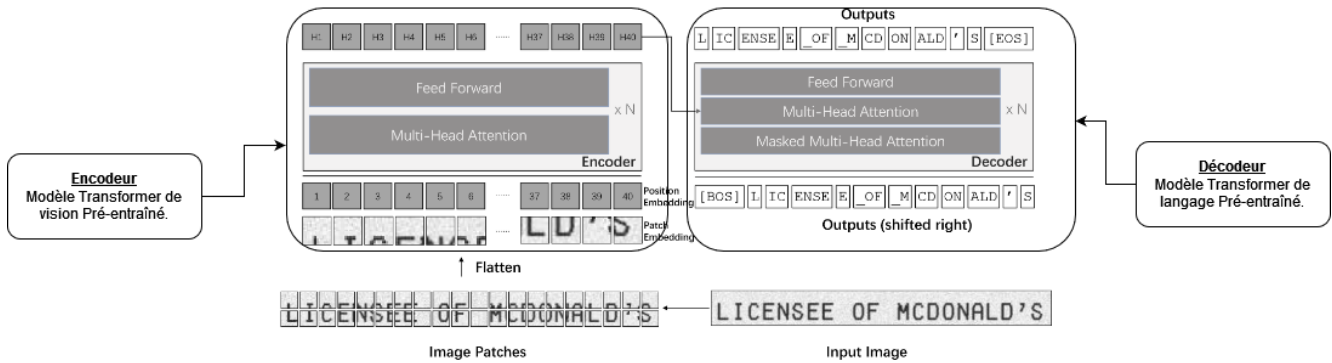 Outputs
H1 H2 H3 H4 H5 H6 ...... H37 H38 H39 H40
L IC ENSE E _OF _M CD ON ALD ' S [EOS]
Feed Forward
Multi-Head Attention
x N
Encoder
Feed Forward
Multi-Head Attention
Masked Multi-Head Attention
x N
Decoder
Encodeur
Modèle Transformer de
vision Pré-entraîné.
Décodeur
Modèle Transformer de
langage Pré-entraîné.
1 2 3 4 5 6 ...... 37 38 39 40
Position
Embedding
[BOS] L IC ENSE E _OF _M CD ON ALD ' S
LICENSE ...... LD'S
Patch
Embedding
Outputs (shifted right)
Flatten
LICENSEE OF MCDONALD'S
LICENSEE OF MCDONALD'S
Image Patches
Input Image